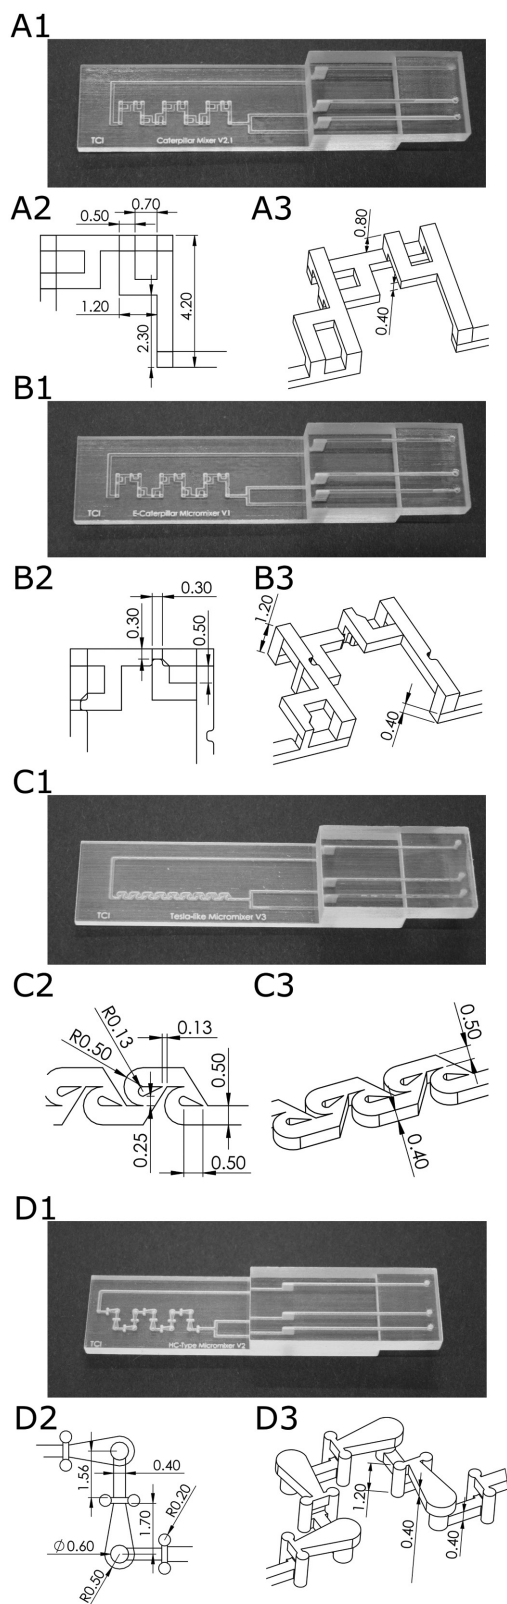 A1
TCI
Caterpillar Mixer V2.1
A2
0.70
0.50
1.20
2.30
4.20
A3
0.80
0.40
B1
TCI
E-Caterpillar Micromixer V1
B2
0.30
0.30
0.50
B3
1.20
0.40
C1
TCI
Tesla-like Micromixer V3
C2
R0.13
R0.50
0.13
0.50
0.25
0.50
C3
0.50
0.40
D1
TCI
HC-Type Micromixer V2
D2
1.56
0.40
R0.20
1.70
Ø0.60
R0.50
D3
1.20
0.40
0.40